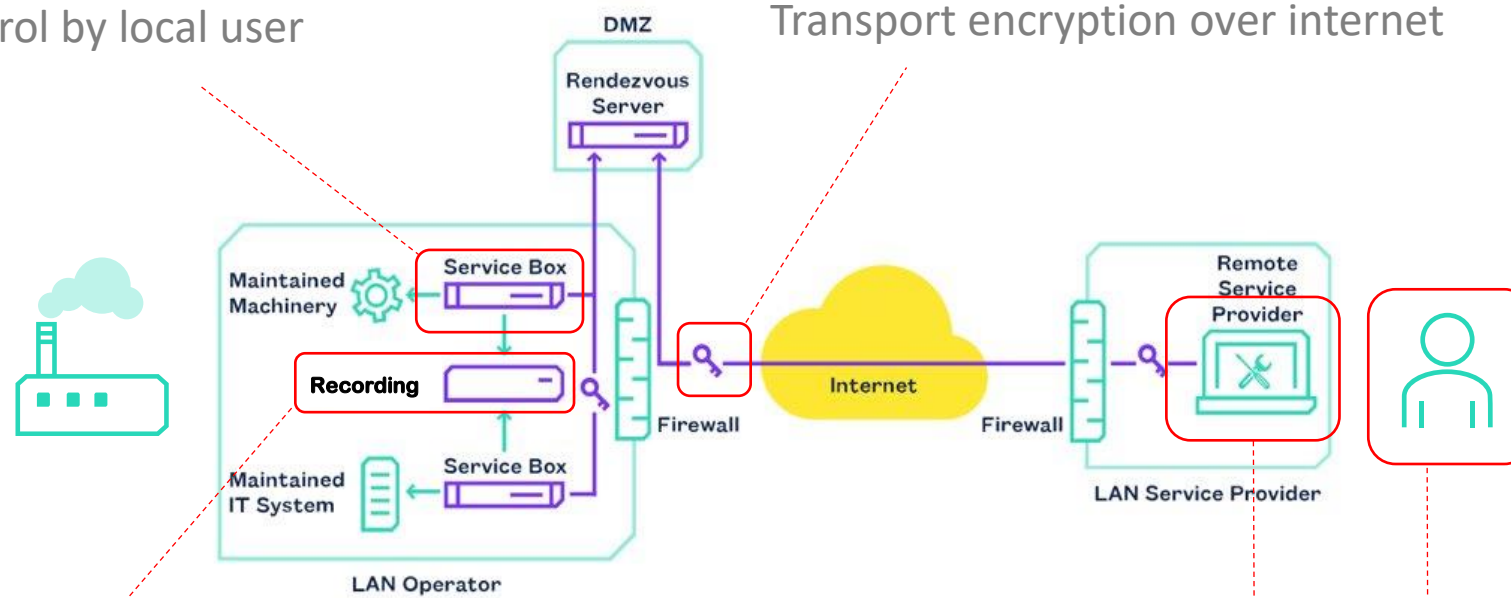 rol by local user
DMZ
Transport encryption over internet
Rendezvous
Server
Maintained
Machinery
Service Box
Recording
Firewall
Maintained
IT System
Service Box
LAN Operator
Internet
Firewall
Remote
Service
Provider
LAN Service Provider